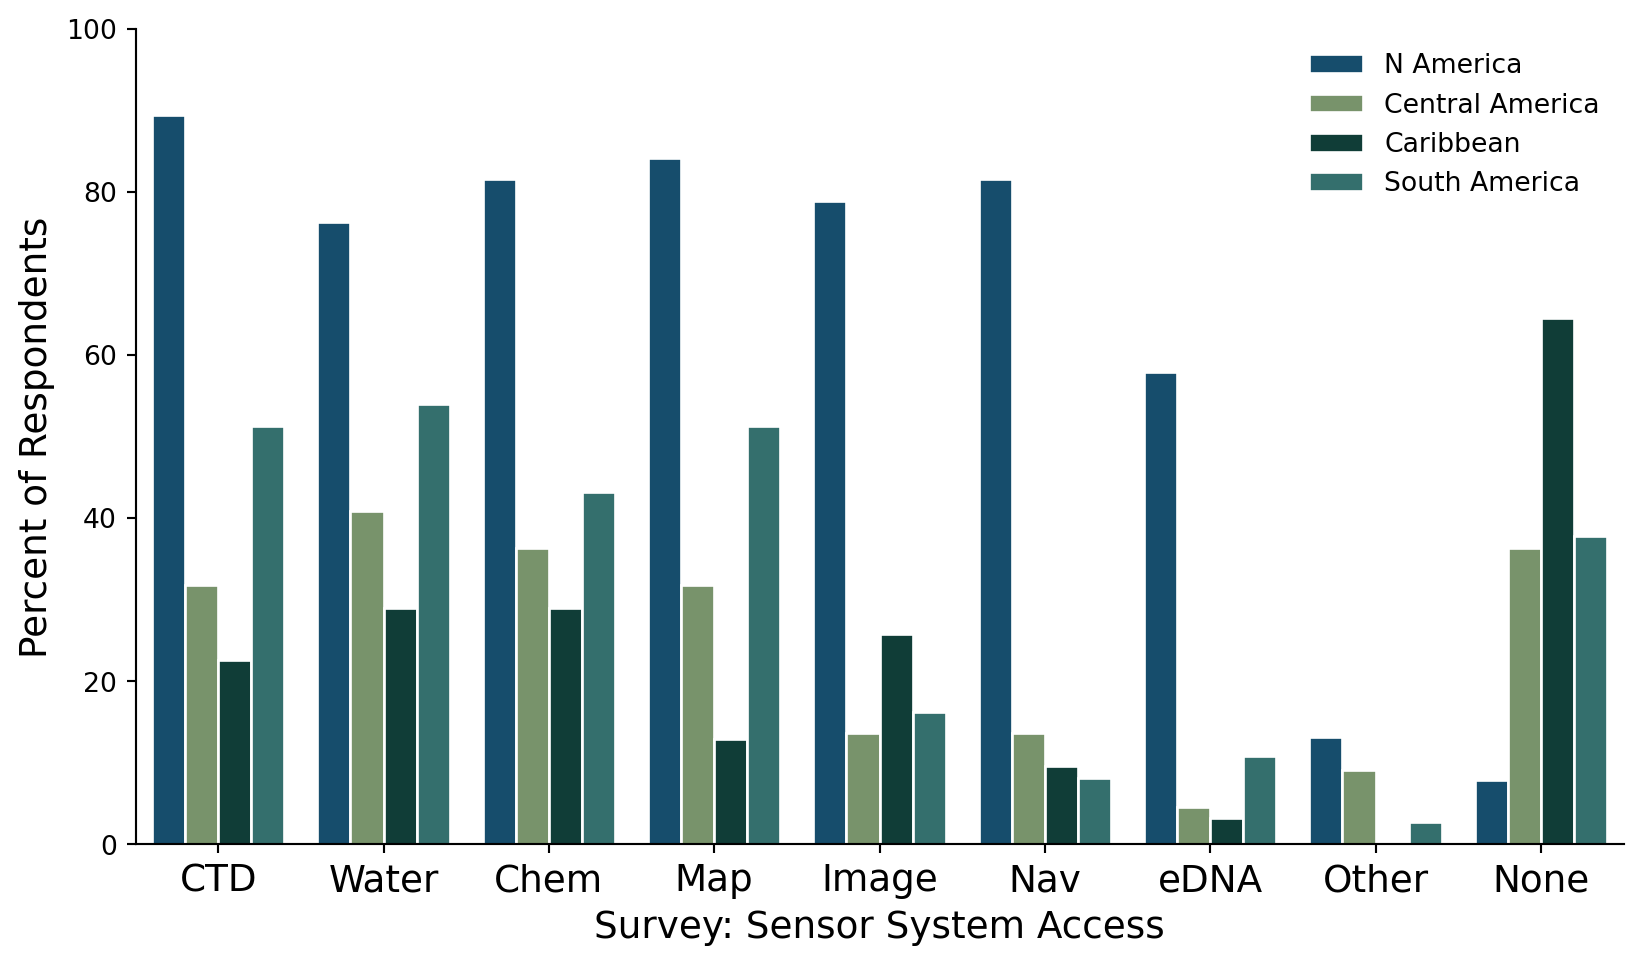 Percent of Respondents
100
80
60
40
20
0
N America
Central America
Caribbean
South America
CTD
Water
Chem
Map
Image
Nav
eDNA
Other
None
Survey: Sensor System Access